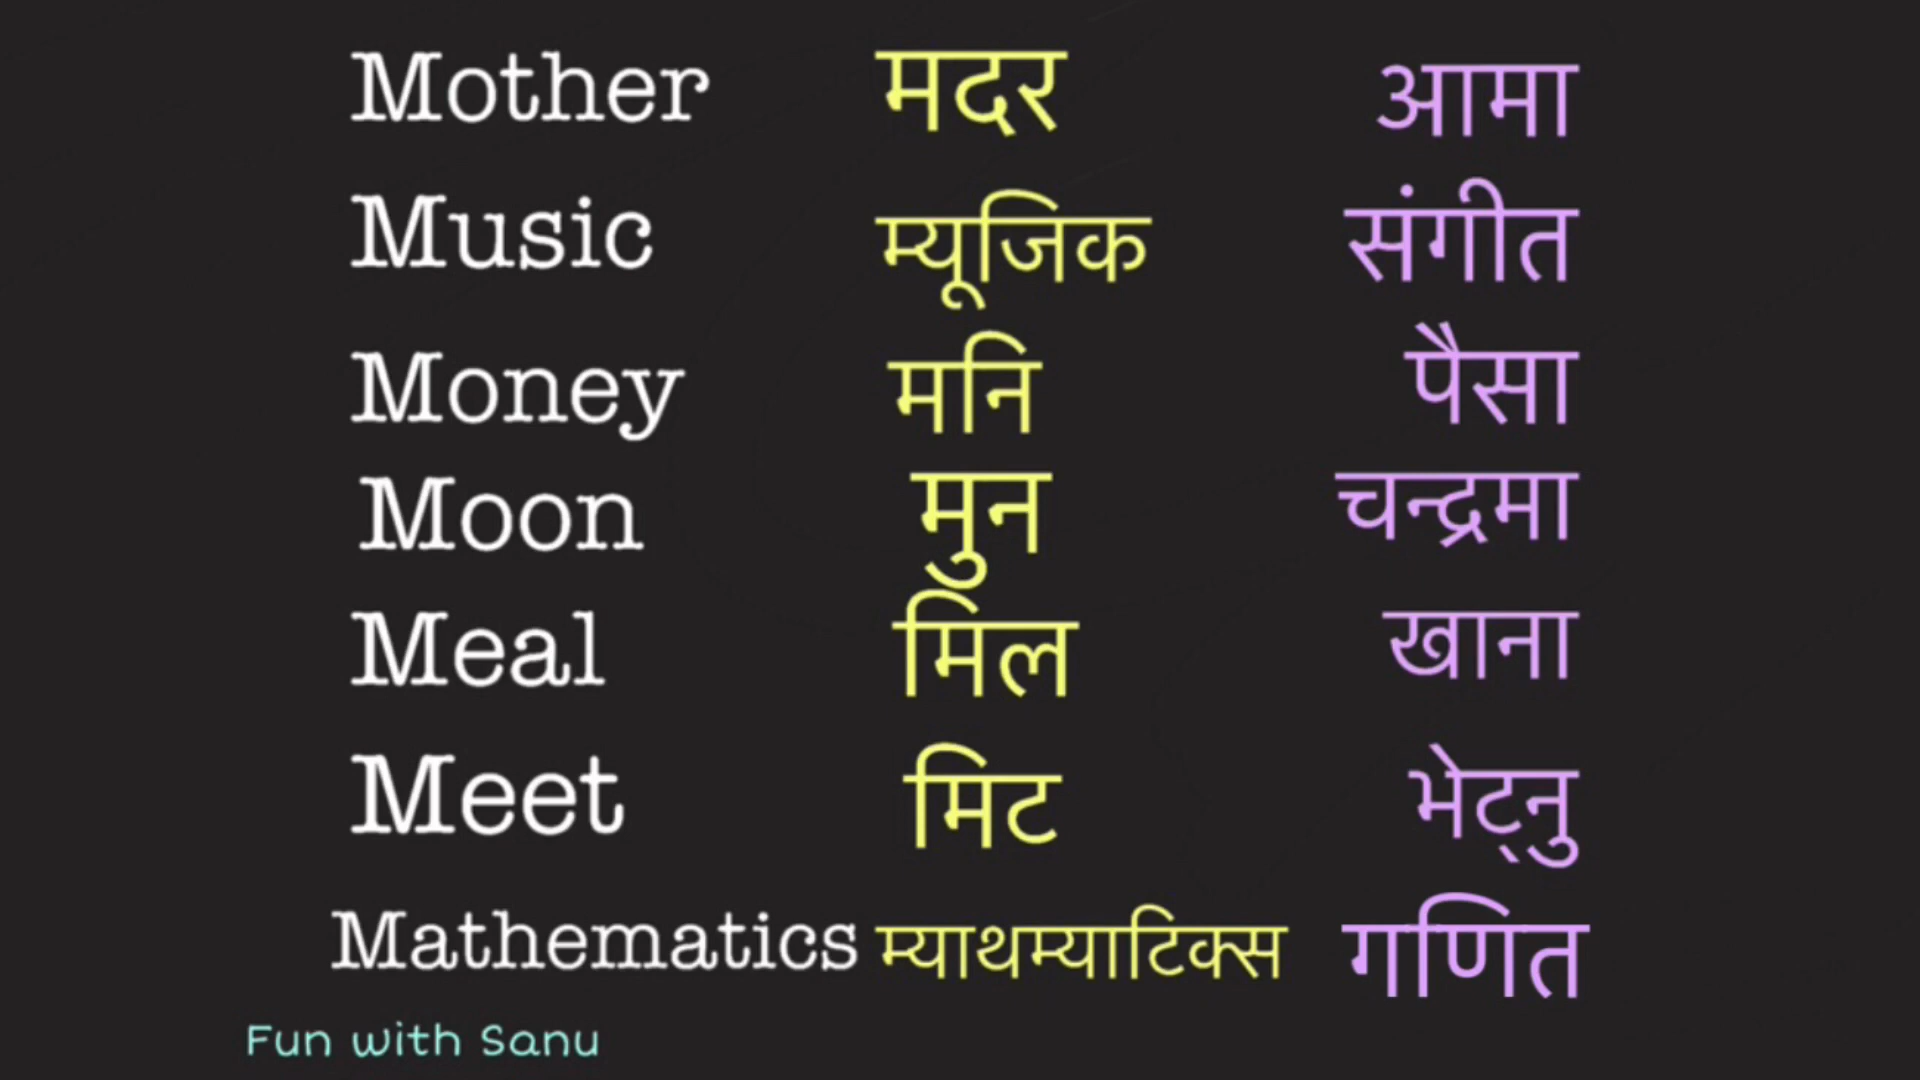 Mother मदर आमा
Music म्यूजिक संगीत
Money मनि पैसा
Moon मुन चन्द्रमा
Meal मिल खाना
Meet मिट भेट्नु
Mathematics म्याथम्याटिक्स गणित
Fun with Sanu